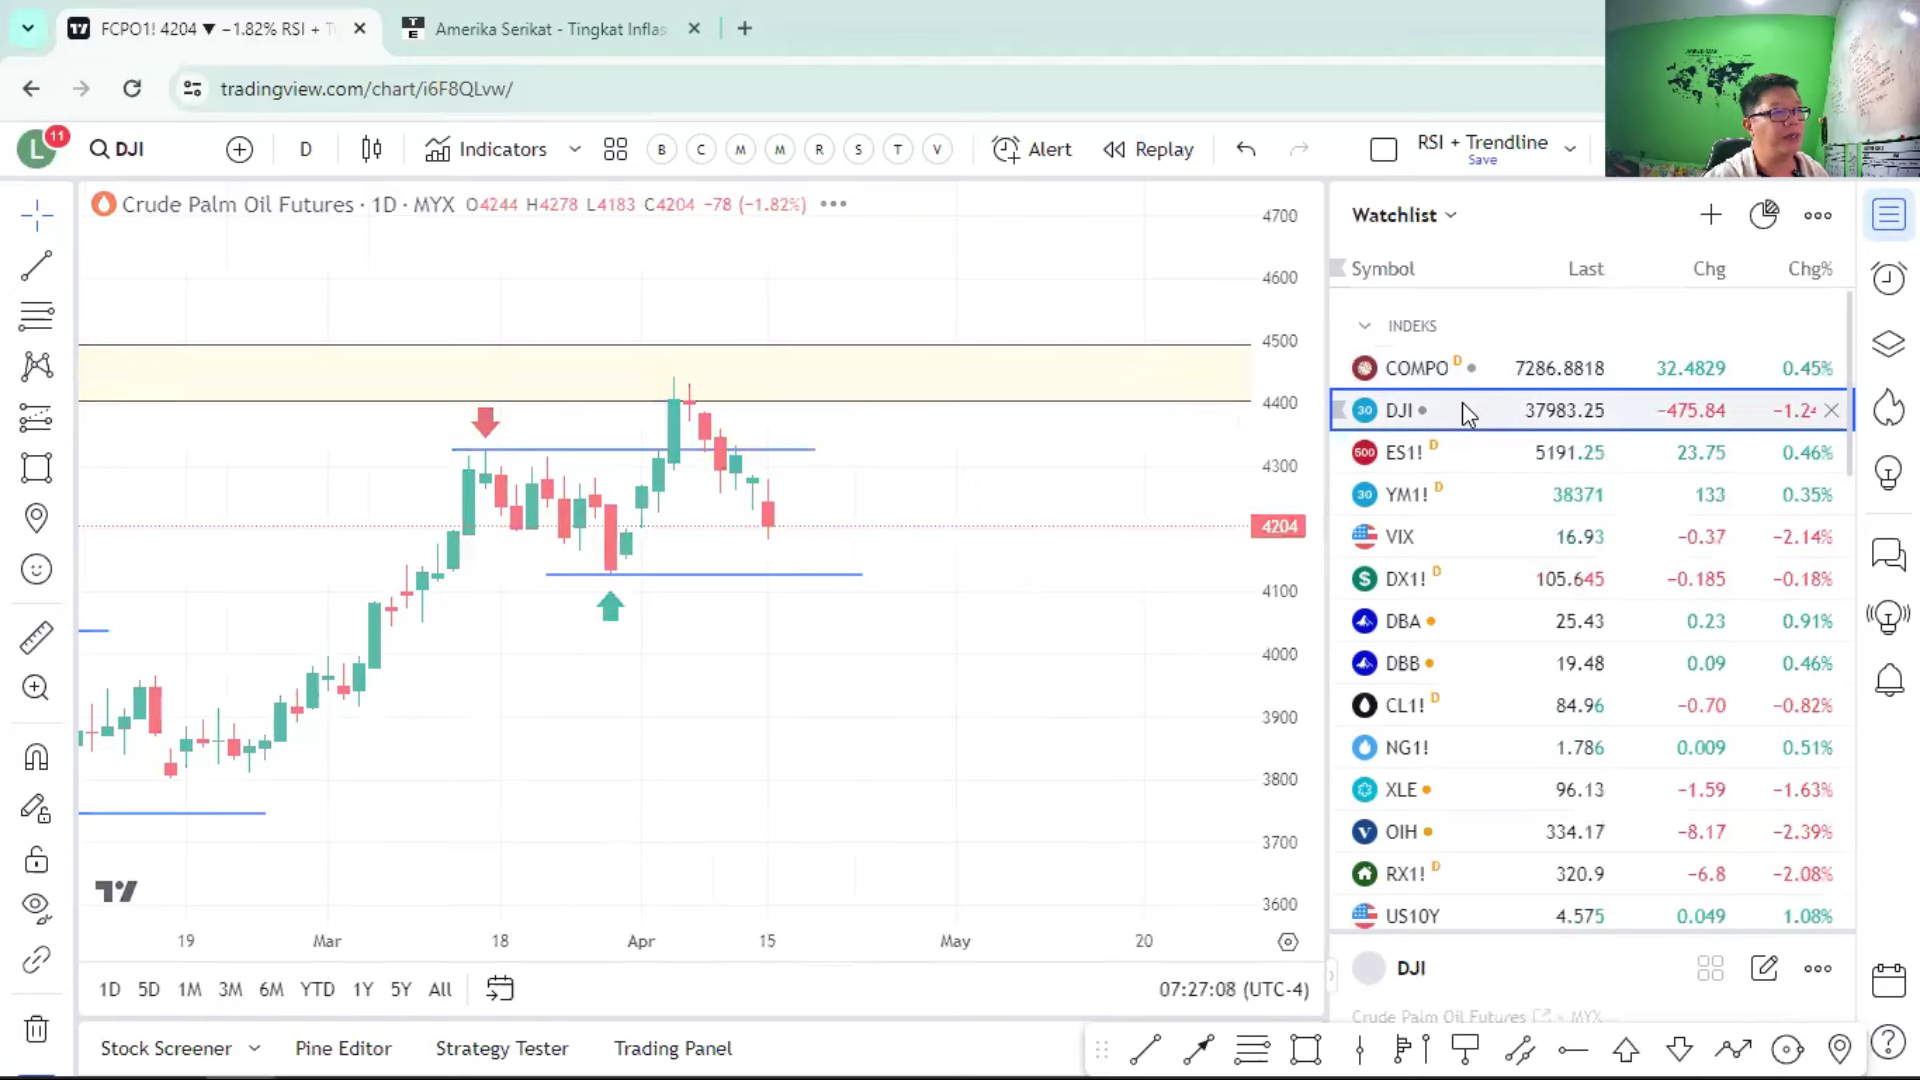 FCPO1! 4204 ▼ −1.82% RSI + T
Amerika Serikat - Tingkat Inflas
tradingview.com/chart/i6F8QLvw/
L
11
DJI
D
Indicators
B C M M R S T V
Alert
Replay
RSI + Trendline
Save
Crude Palm Oil Futures · 1D · MYX O4244 H4278 L4183 C4204 −78 (−1.82%)
4700
4600
4500
4400
4300
4204
4100
4000
3900
3800
3700
3600
19 Mar 18 Apr 15 May 20
1D 5D 1M 3M 6M YTD 1Y 5Y All
07:27:08 (UTC-4)
Stock Screener
Pine Editor
Strategy Tester
Trading Panel
Watchlist
Symbol Last Chg Chg%
INDEKS
COMPO D 7286.8818 32.4829 0.45%
30 DJI 37983.25 −475.84 −1.24
500 ES1! D 5191.25 23.75 0.46%
30 YM1! D 38371 133 0.35%
VIX 16.93 −0.37 −2.14%
$ DX1! D 105.645 −0.185 −0.18%
DBA 25.43 0.23 0.91%
DBB 19.48 0.09 0.46%
CL1! D 84.96 −0.70 −0.82%
NG1! 1.786 0.009 0.51%
XLE 96.13 −1.59 −1.63%
V OIH 334.17 −8.17 −2.39%
RX1! D 320.9 −6.8 −2.08%
US10Y 4.575 0.049 1.08%
DJI
Crude Palm Oil Futures • MYX